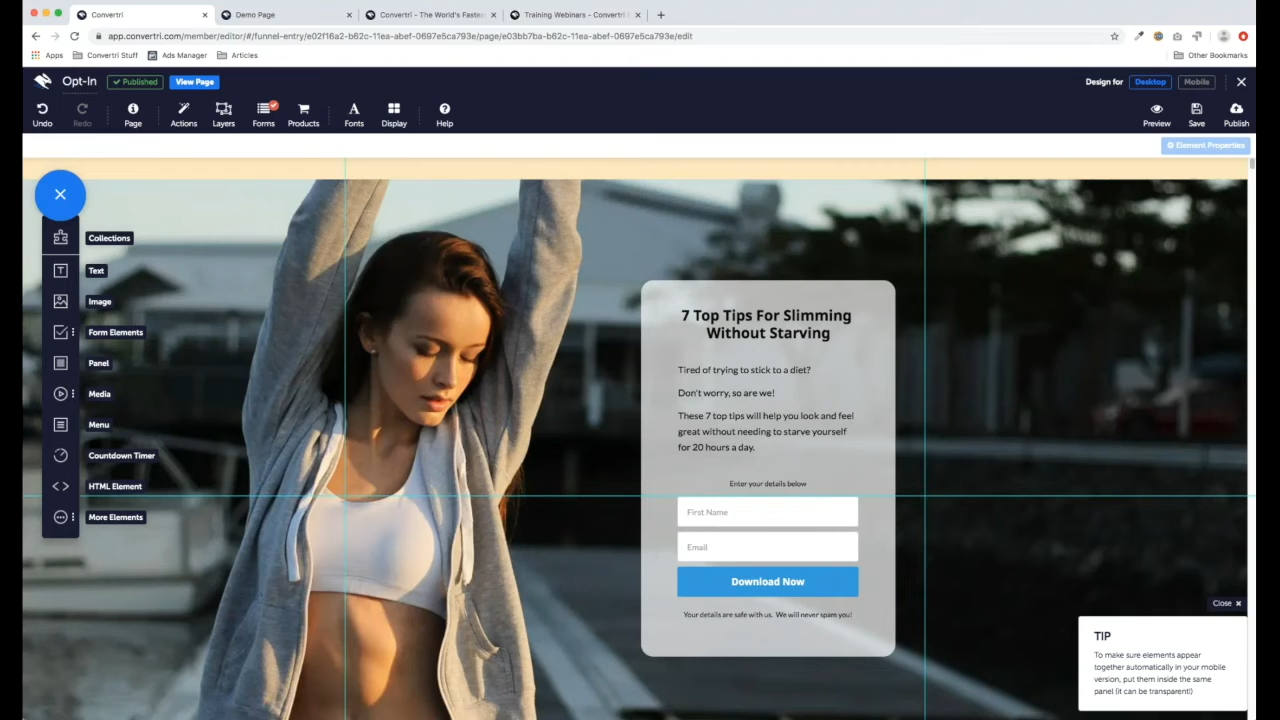 Convertri
Demo Page
Convertri - The World's Fastes
Training Webinars - Convertri
app.convertri.com/member/editor/#/funnel-entry/e02f16a2-b62c-11ea-abef-0697e5ca793e/page/e03bb7ba-b62c-11ea-abef-0697e5ca793e/edit
Apps
Convertri Stuff
Ads Manager
Articles
Other Bookmarks
Opt-In
Published
View Page
Design for
Desktop
Mobile
Undo
Redo
Page
Actions
Layers
Forms
Products
Fonts
Display
Help
Preview
Save
Publish
Element Properties
Collections
Text
Image
Form Elements
Panel
Media
Menu
Countdown Timer
HTML Element
More Elements
7 Top Tips For Slimming
Without Starving
Tired of trying to stick to a diet?
Don't worry, so are we!
These 7 top tips will help you look and feel
great without needing to starve yourself
for 20 hours a day.
Enter your details below
First Name
Email
Download Now
Your details are safe with us. We will never spam you!
Close
TIP
To make sure elements appear
together automatically in your mobile
version, put them inside the same
panel (it can be transparent!)